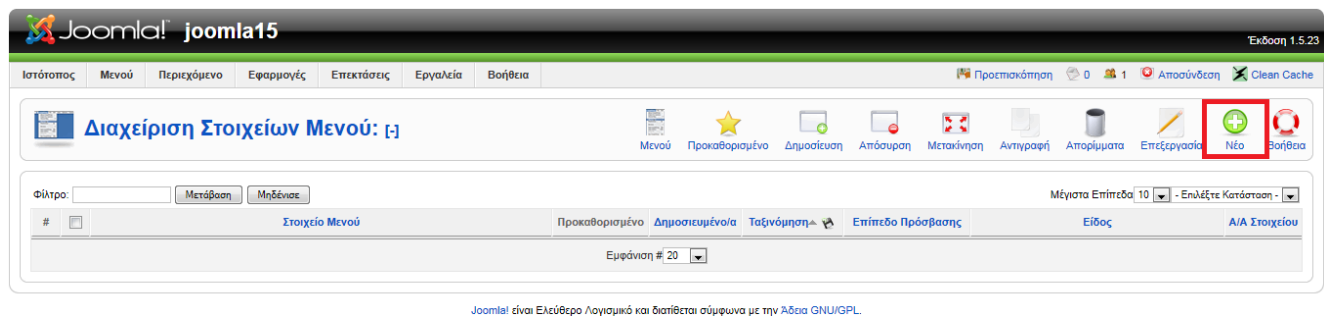 Joomla! joomla15
Έκδοση 1.5.23
Ιστότοπος Μενού Περιεχόμενο Εφαρμογές Επεκτάσεις Εργαλεία Βοήθεια Προεπισκόπηση 0 1 Αποσύνδεση Clean Cache
Διαχείριση Στοιχείων Μενού: [-]
Μενού Προκαθορισμένο Δημοσίευση Απόσυρση Μετακίνηση Αντιγραφή Απορίμματα Επεξεργασία Νέο Βοήθεια
Φίλτρο: Μετάβαση Μηδένισε Μέγιστα Επίπεδα 10 - Επιλέξτε Κατάσταση -
# Στοιχείο Μενού Προκαθορισμένο Δημοσιευμένο/α Ταξινόμηση Επίπεδο Πρόσβασης Είδος Α/Α Στοιχείου
Εμφάνιση # 20
Joomla! είναι Ελεύθερο Λογισμικό και διατίθεται σύμφωνα με την Άδεια GNU/GPL.